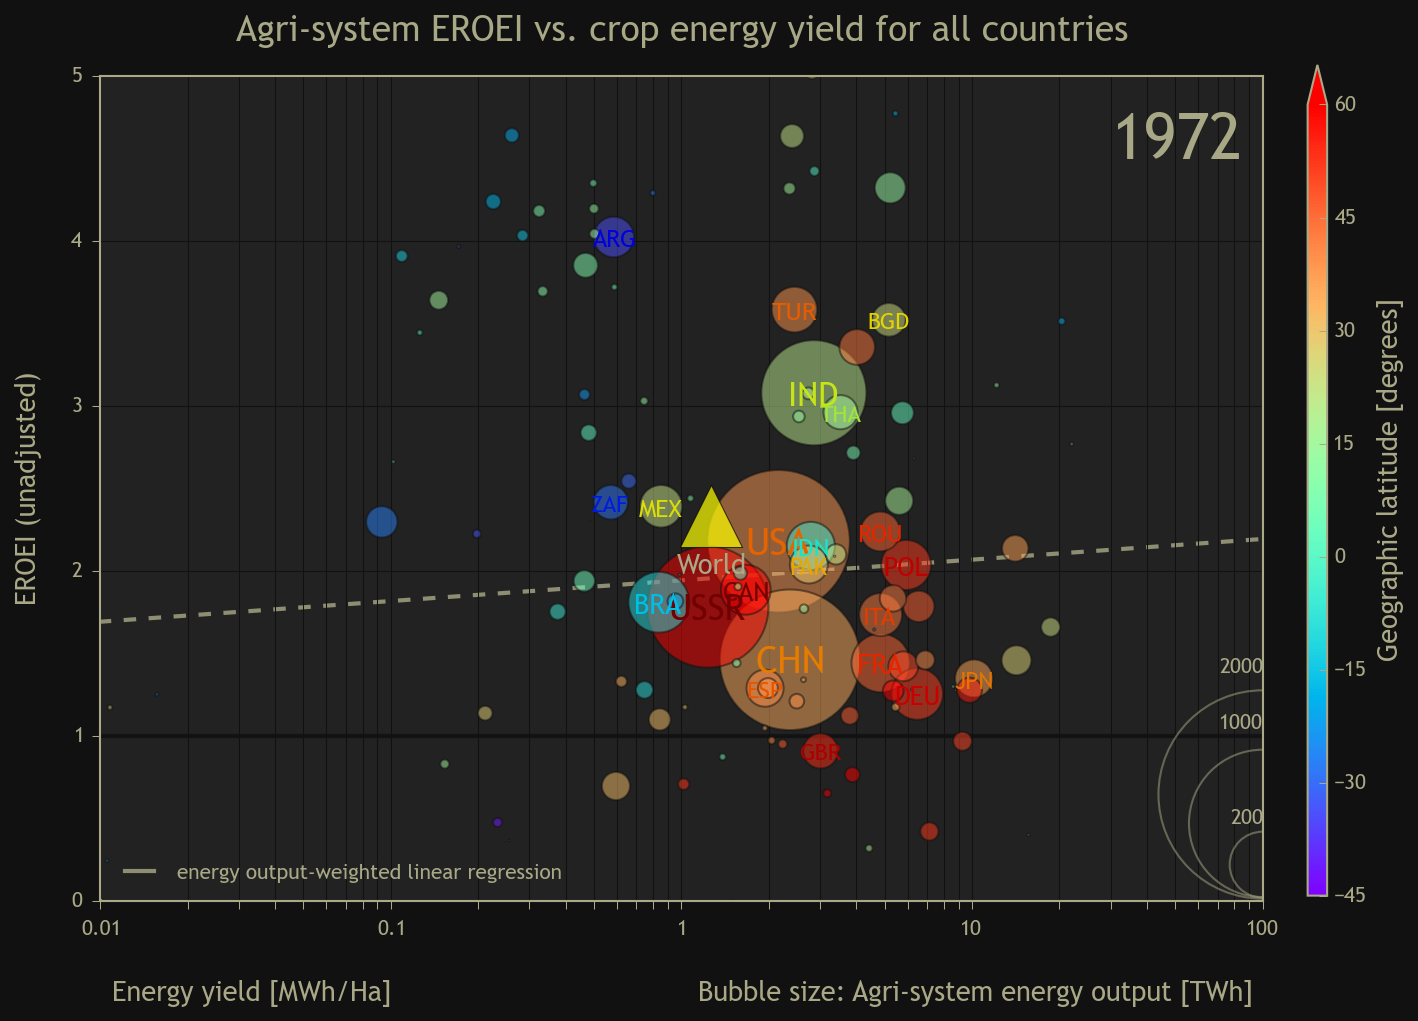 Agri-system EROEI vs. crop energy yield for all countries
1972
EROEI (unadjusted)
5
4
3
2
1
0
ARG
TUR
BGD
IND
THA
ZAF
MEX
USA
IDN
PAK
ROU
POL
World
CAN
BRA
USSR
ITA
CHN
FRA
ESP
JPN
DEU
GBR
2000
1000
200
energy output-weighted linear regression
0.01
0.1
1
10
100
Energy yield [MWh/Ha]
Bubble size: Agri-system energy output [TWh]
60
45
30
15
0
−15
−30
−45
Geographic latitude [degrees]